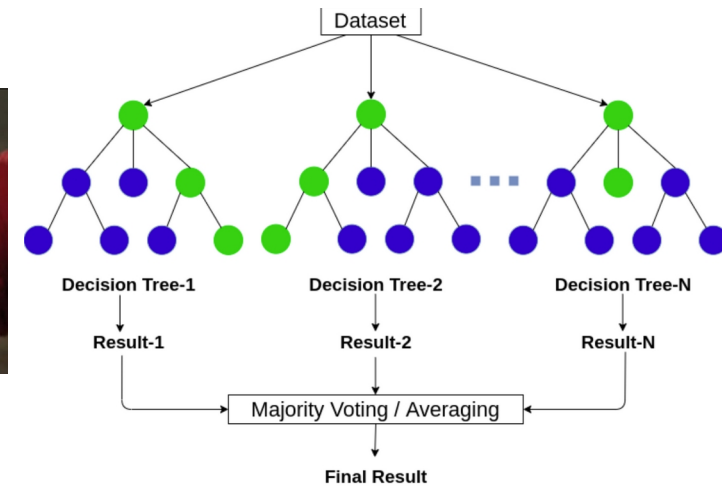 Dataset
Decision Tree-1
Decision Tree-2
Decision Tree-N
Result-1
Result-2
Result-N
Majority Voting / Averaging
Final Result